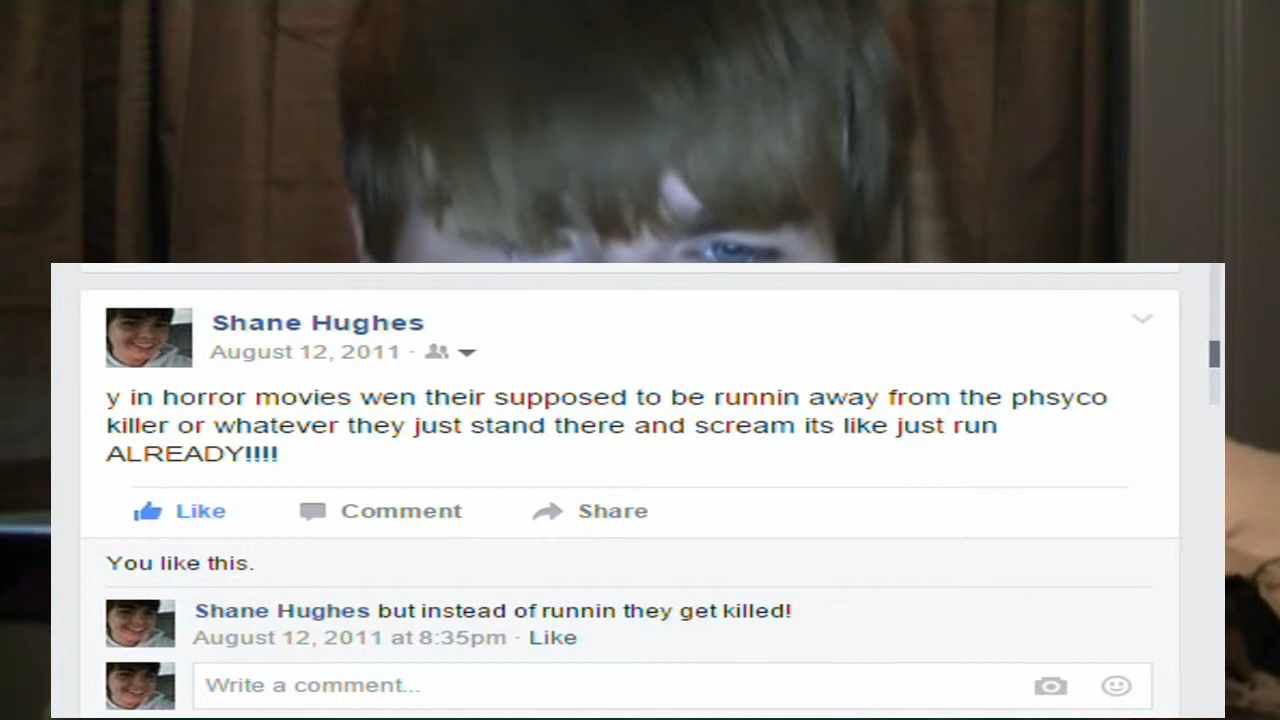 Shane Hughes
August 12, 2011 ·
y in horror movies wen their supposed to be runnin away from the phsyco
killer or whatever they just stand there and scream its like just run
ALREADY!!!!
Like Comment Share
You like this.
Shane Hughes but instead of runnin they get killed!
August 12, 2011 at 8:35pm · Like
Write a comment...